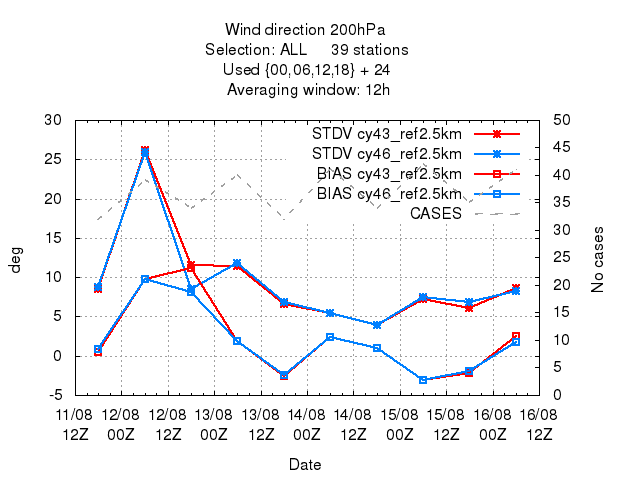 Wind direction 200hPa
Selection: ALL 39 stations
Used {00,06,12,18} + 24
Averaging window: 12h
30 50
STDV cy43_ref2.5km
45
STDV cy46_ref2.5km
25
40
BIAS cy43_ref2.5km
BIAS cy46_ref2.5km
20 35
CASES
30
15
deg
25
No cases
10 20
15
5
10
0
5
-5 0
11/08 12/08 12/08 13/08 13/08 14/08 14/08 15/08 15/08 16/08 16/08
12Z 00Z 12Z 00Z 12Z 00Z 12Z 00Z 12Z 00Z 12Z
Date